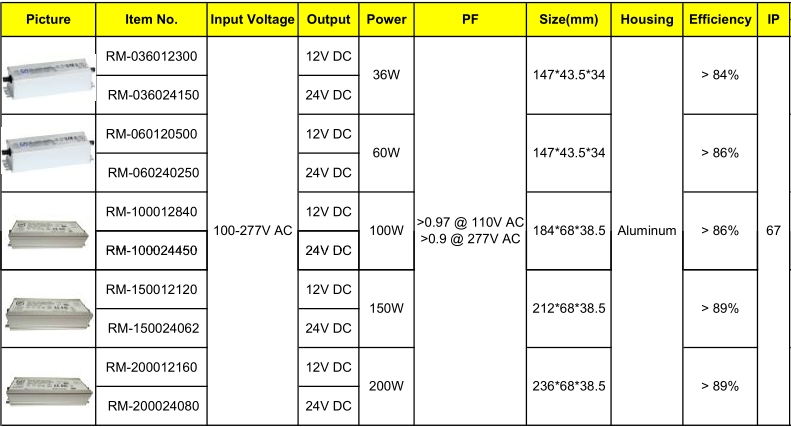 Picture Item No. Input Voltage Output Power PF Size(mm) Housing Efficiency IP
RM-036012300 12V DC
36W 147*43.5*34 > 84%
RM-036024150 24V DC
RM-060120500 12V DC
60W 147*43.5*34 > 86%
RM-060240250 24V DC
RM-100012840 12V DC
100-277V AC 100W >0.97 @ 110V AC 184*68*38.5 Aluminum > 86% 67
>0.9 @ 277V AC
RM-100024450 24V DC
RM-150012120 12V DC
150W 212*68*38.5 > 89%
RM-150024062 24V DC
RM-200012160 12V DC
200W 236*68*38.5 > 89%
RM-200024080 24V DC